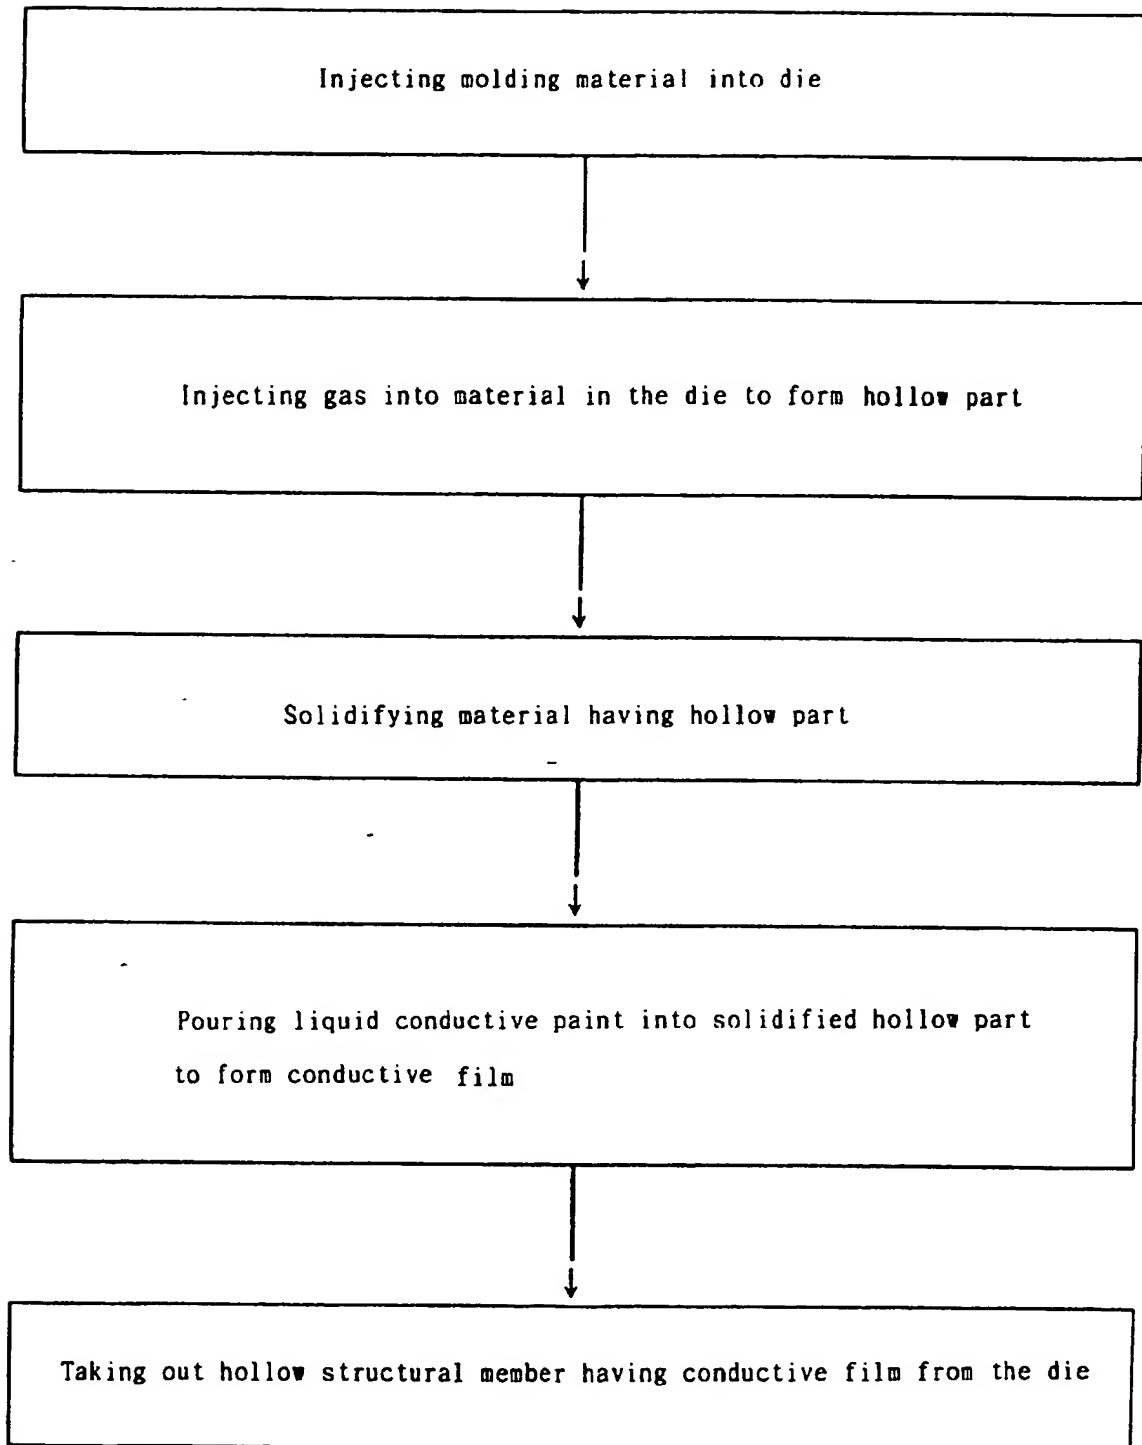 Injecting molding material into die
Injecting gas into material in the die to form hollow part
Solidifying material having hollow part
Pouring liquid conductive paint into solidified hollow part
to form conductive film
Taking out hollow structural member having conductive film from the die